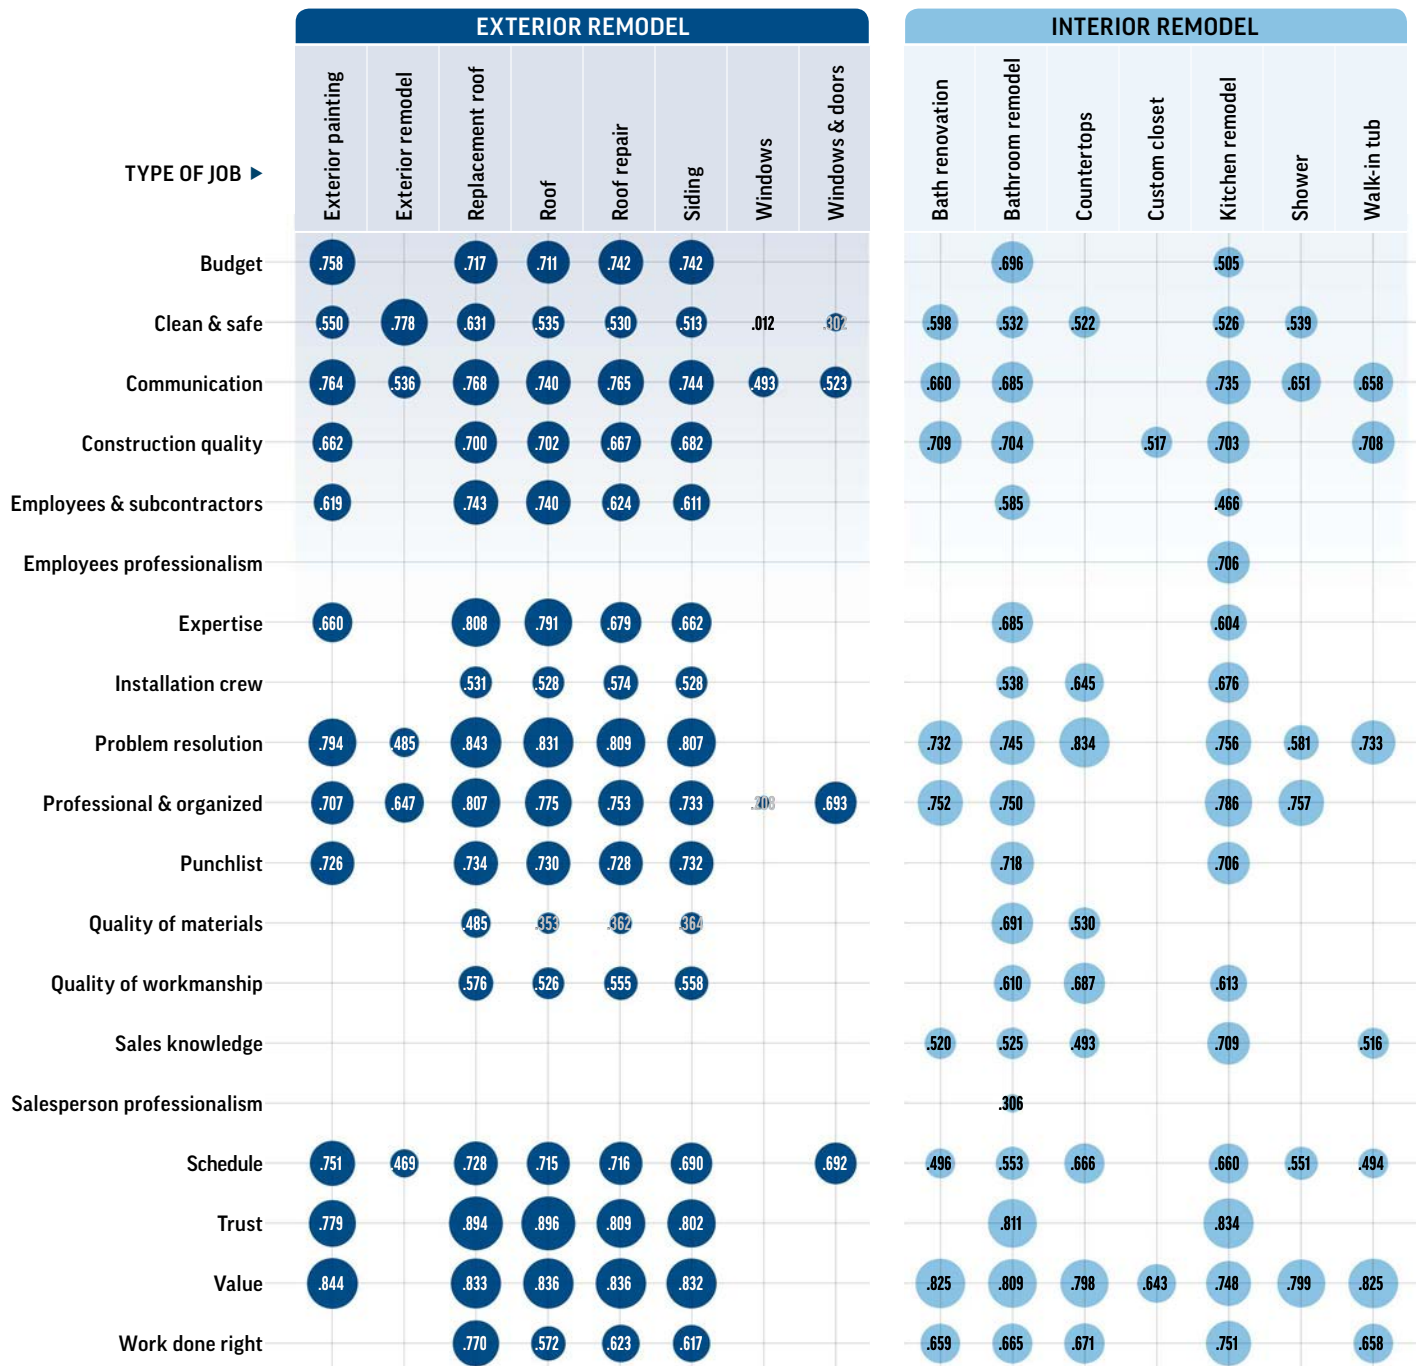 EXTERIOR REMODEL INTERIOR REMODEL
TYPE OF JOB ► Exterior painting Exterior remodel Replacement roof Roof Roof repair Siding Windows Windows & doors Bath renovation Bathroom remodel Countertops Custom closet Kitchen remodel Shower Walk-in tub
Budget .758 .717 .711 .742 .742 .696 .505
Clean & safe .550 .778 .631 .535 .530 .513 .012 .302 .598 .532 .522 .526 .539
Communication .764 .536 .768 .740 .765 .744 .493 .523 .660 .685 .735 .651 .658
Construction quality .662 .700 .702 .667 .682 .709 .704 .517 .703 .708
Employees & subcontractors .619 .743 .740 .624 .611 .585 .466
Employees professionalism .706
Expertise .660 .808 .791 .679 .662 .685 .604
Installation crew .531 .528 .574 .528 .538 .645 .676
Problem resolution .794 .485 .843 .831 .809 .807 .732 .745 .834 .756 .581 .733
Professional & organized .707 .647 .807 .775 .753 .733 .208 .693 .752 .750 .786 .757
Punchlist .726 .734 .730 .728 .732 .718 .706
Quality of materials .485 .353 .362 .364 .691 .530
Quality of workmanship .576 .526 .555 .558 .610 .687 .613
Sales knowledge .520 .525 .493 .709 .516
Salesperson professionalism .306
Schedule .751 .469 .728 .715 .716 .690 .692 .496 .553 .666 .660 .551 .494
Trust .779 .894 .896 .809 .802 .811 .834
Value .844 .833 .836 .836 .832 .825 .809 .798 .643 .748 .799 .825
Work done right .770 .572 .623 .617 .659 .665 .671 .751 .658